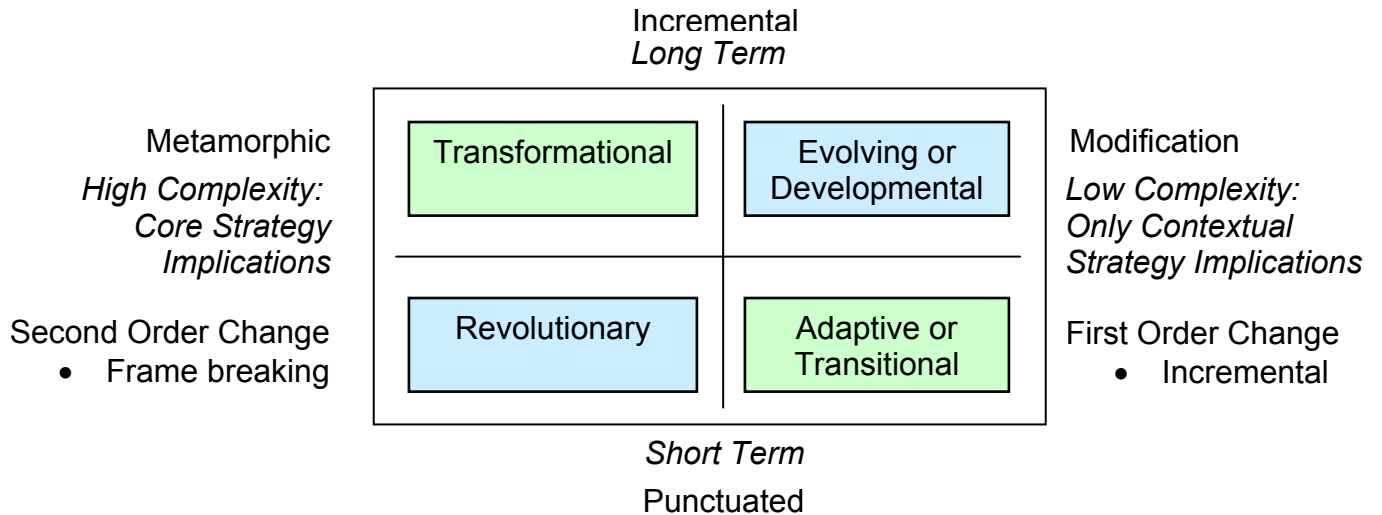 Incremental
Long Term
Metamorphic
High Complexity:
Core Strategy
Implications
Transformational
Evolving or
Developmental
Modification
Low Complexity:
Only Contextual
Strategy Implications
Second Order Change
• Frame breaking
Revolutionary
Adaptive or
Transitional
First Order Change
• Incremental
Short Term
Punctuated